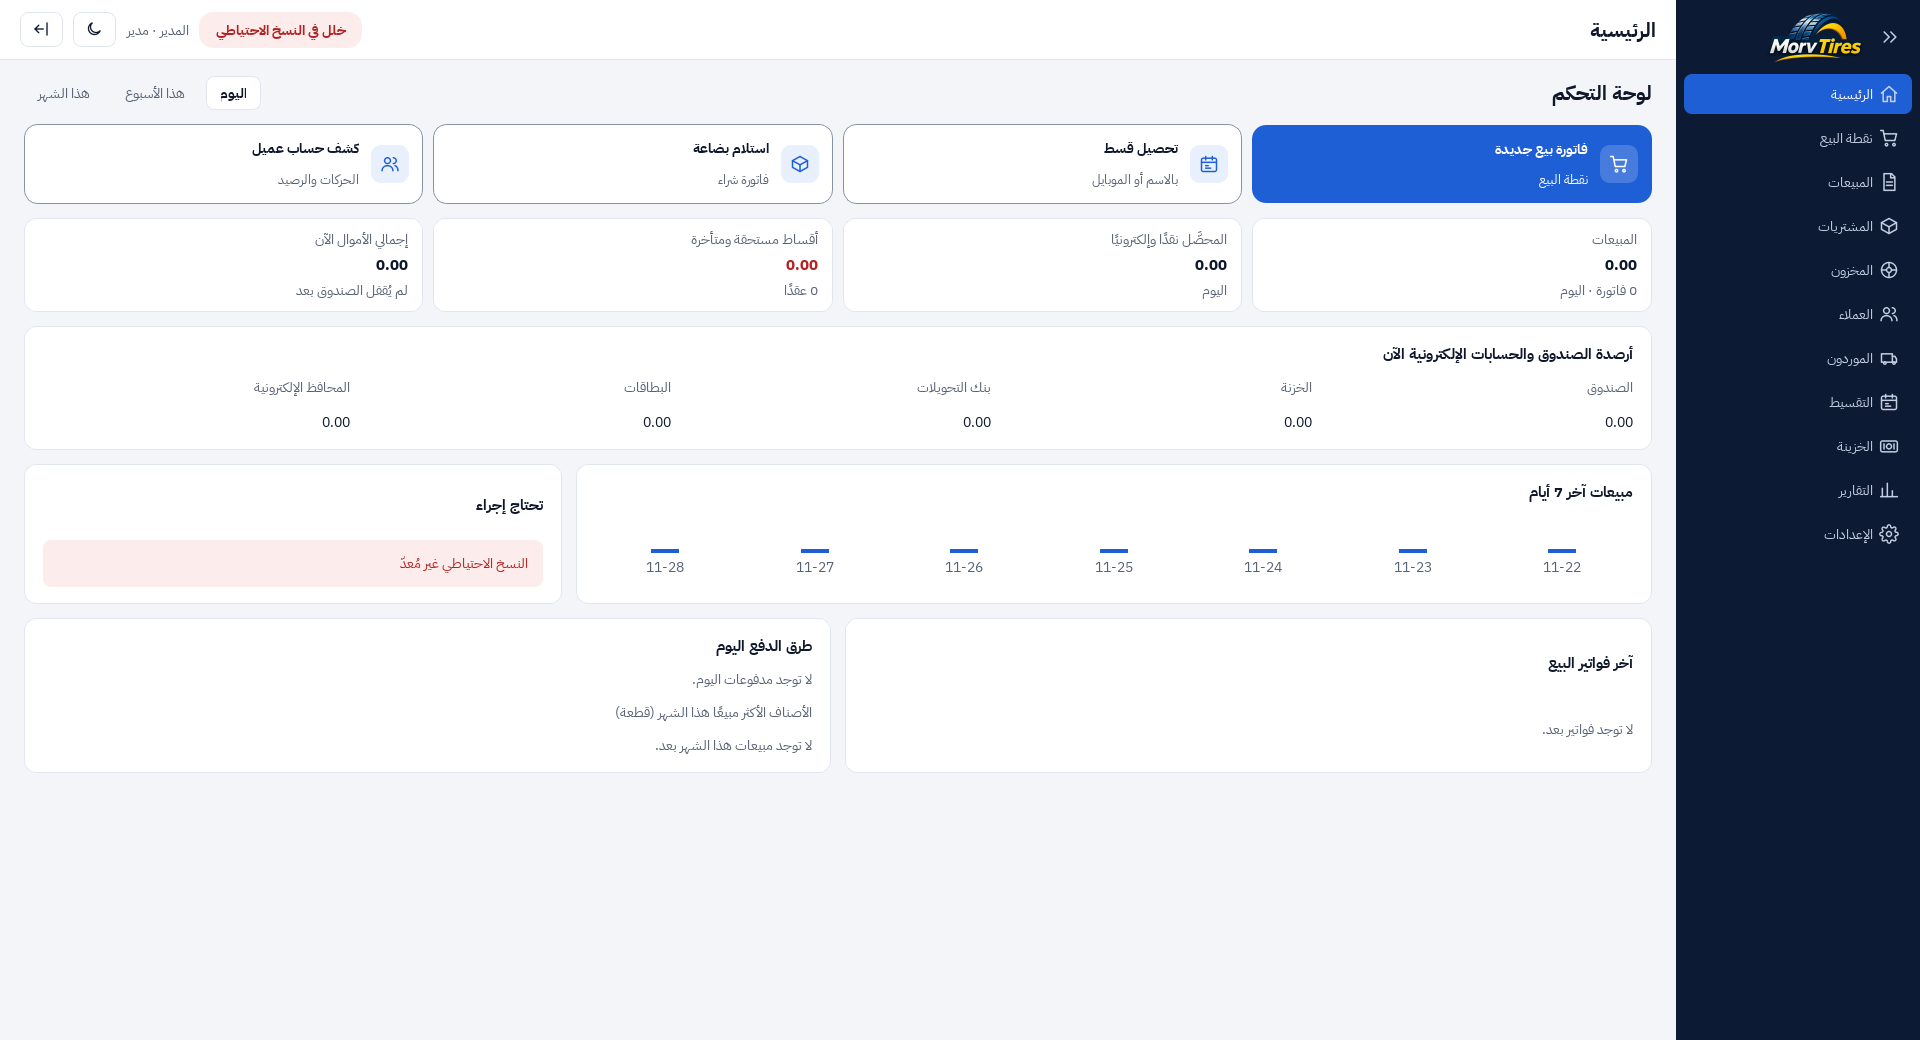 Morv Tires
الرئيسية
نقطة البيع
المبيعات
المشتريات
المخزون
العملاء
الموردون
التقسيط
الخزينة
التقارير
الإعدادات
الرئيسية
خلل في النسخ الاحتياطي
المدير · مدير
لوحة التحكم
اليوم
هذا الأسبوع
هذا الشهر
فاتورة بيع جديدة
نقطة البيع
تحصيل قسط
بالاسم أو الموبايل
استلام بضاعة
فاتورة شراء
كشف حساب عميل
الحركات والرصيد
المبيعات
0.00
0 فاتورة · اليوم
المحصَّل نقدًا وإلكترونيًا
0.00
اليوم
أقساط مستحقة ومتأخرة
0.00
0 عقدًا
إجمالي الأموال الآن
0.00
لم يُقفل الصندوق بعد
أرصدة الصندوق والحسابات الإلكترونية الآن
الصندوق
0.00
الخزنة
0.00
بنك التحويلات
0.00
البطاقات
0.00
المحافظ الإلكترونية
0.00
مبيعات آخر 7 أيام
11-22
11-23
11-24
11-25
11-26
11-27
11-28
تحتاج إجراء
النسخ الاحتياطي غير مُعدّ
آخر فواتير البيع
لا توجد فواتير بعد.
طرق الدفع اليوم
لا توجد مدفوعات اليوم.
الأصناف الأكثر مبيعًا هذا الشهر (قطعة)
لا توجد مبيعات هذا الشهر بعد.